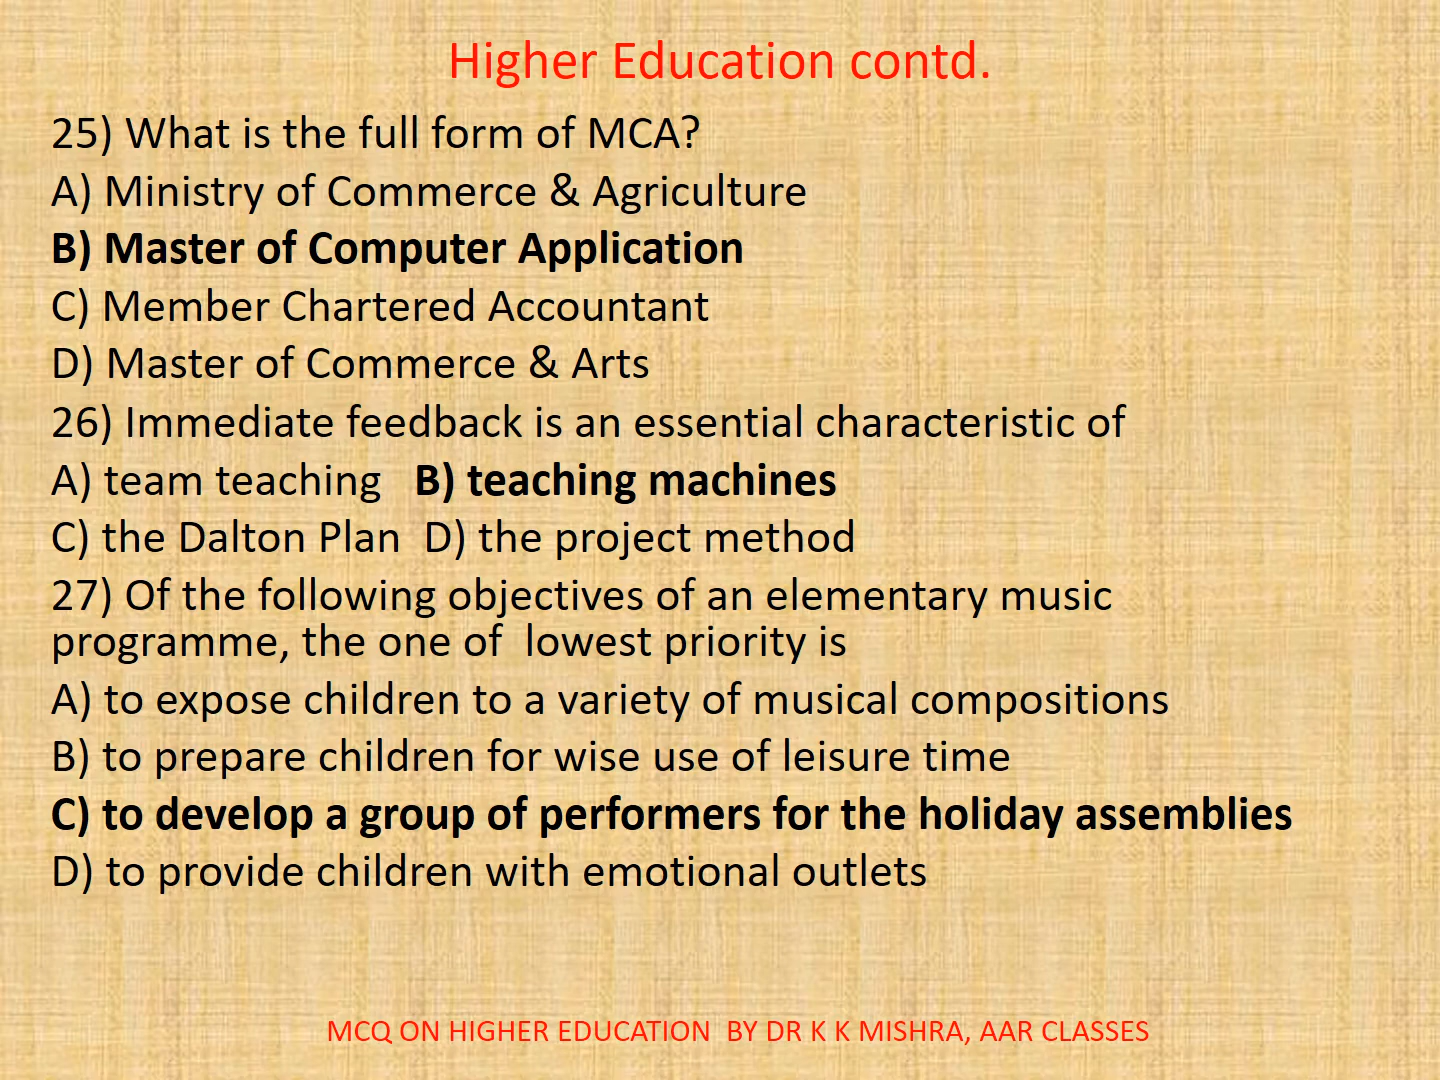 Higher Education contd.
25) What is the full form of MCA?
A) Ministry of Commerce & Agriculture
B) Master of Computer Application
C) Member Chartered Accountant
D) Master of Commerce & Arts
26) Immediate feedback is an essential characteristic of
A) team teaching   B) teaching machines
C) the Dalton Plan  D) the project method
27) Of the following objectives of an elementary music
programme, the one of  lowest priority is
A) to expose children to a variety of musical compositions
B) to prepare children for wise use of leisure time
C) to develop a group of performers for the holiday assemblies
D) to provide children with emotional outlets
MCQ ON HIGHER EDUCATION  BY DR K K MISHRA, AAR CLASSES